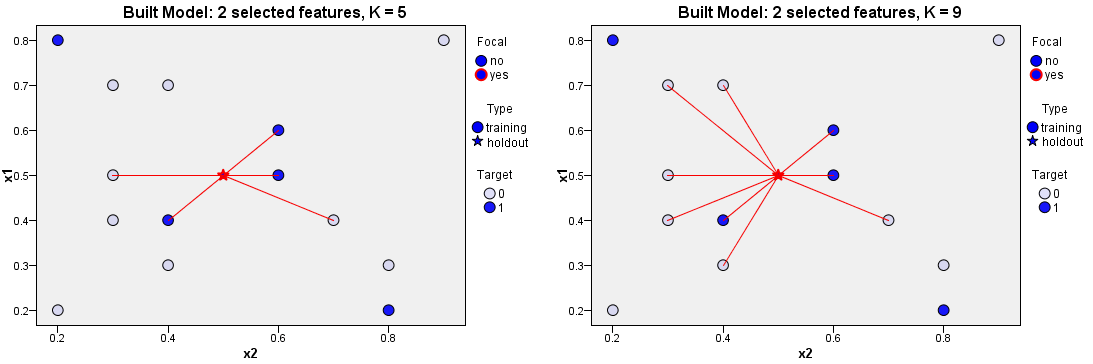 Built Model: 2 selected features, K = 5
x1
0.8
0.7
0.6
0.5
0.4
0.3
0.2
0.2
0.4
0.6
0.8
x2
Focal
no
yes
Type
training
holdout
Target
0
1
Built Model: 2 selected features, K = 9
x1
0.8
0.7
0.6
0.5
0.4
0.3
0.2
0.2
0.4
0.6
0.8
x2
Focal
no
yes
Type
training
holdout
Target
0
1